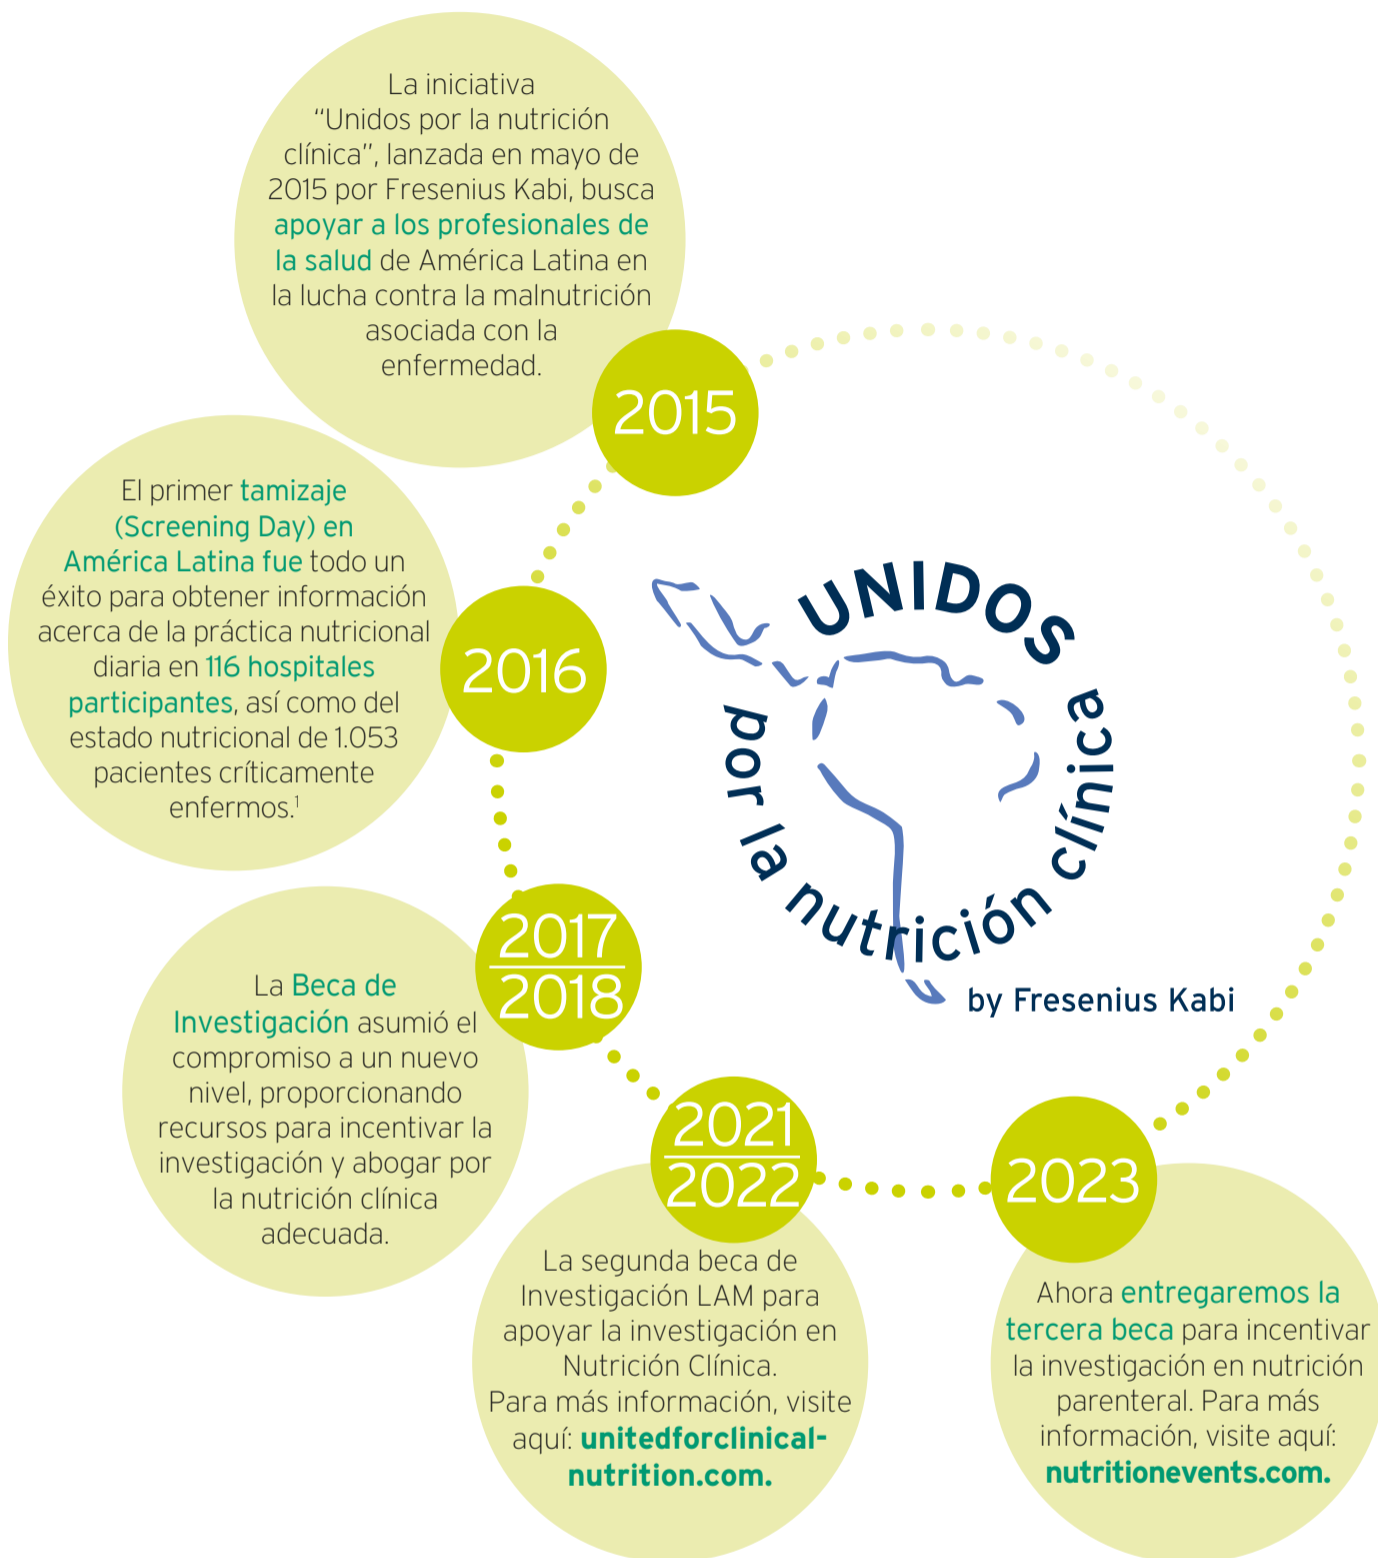 La iniciativa
“Unidos por la nutrición
clínica”, lanzada en mayo de
2015 por Fresenius Kabi, busca
apoyar a los profesionales de
la salud de América Latina en
la lucha contra la malnutrición
asociada con la
enfermedad.
2015
El primer tamizaje
(Screening Day) en
América Latina fue todo un
éxito para obtener información
acerca de la práctica nutricional
diaria en 116 hospitales
participantes, así como del
estado nutricional de 1.053
pacientes críticamente
enfermos.¹
2016
UNIDOS
por la nutrición clínica
by Fresenius Kabi
2017
2018
La Beca de
Investigación asumió el
compromiso a un nuevo
nivel, proporcionando
recursos para incentivar la
investigación y abogar por
la nutrición clínica
adecuada.
2021
2022
La segunda beca de
Investigación LAM para
apoyar la investigación en
Nutrición Clínica.
Para más información, visite
aquí: unitedforclinical-
nutrition.com.
2023
Ahora entregaremos la
tercera beca para incentivar
la investigación en nutrición
parenteral. Para más
información, visite aquí:
nutritionevents.com.